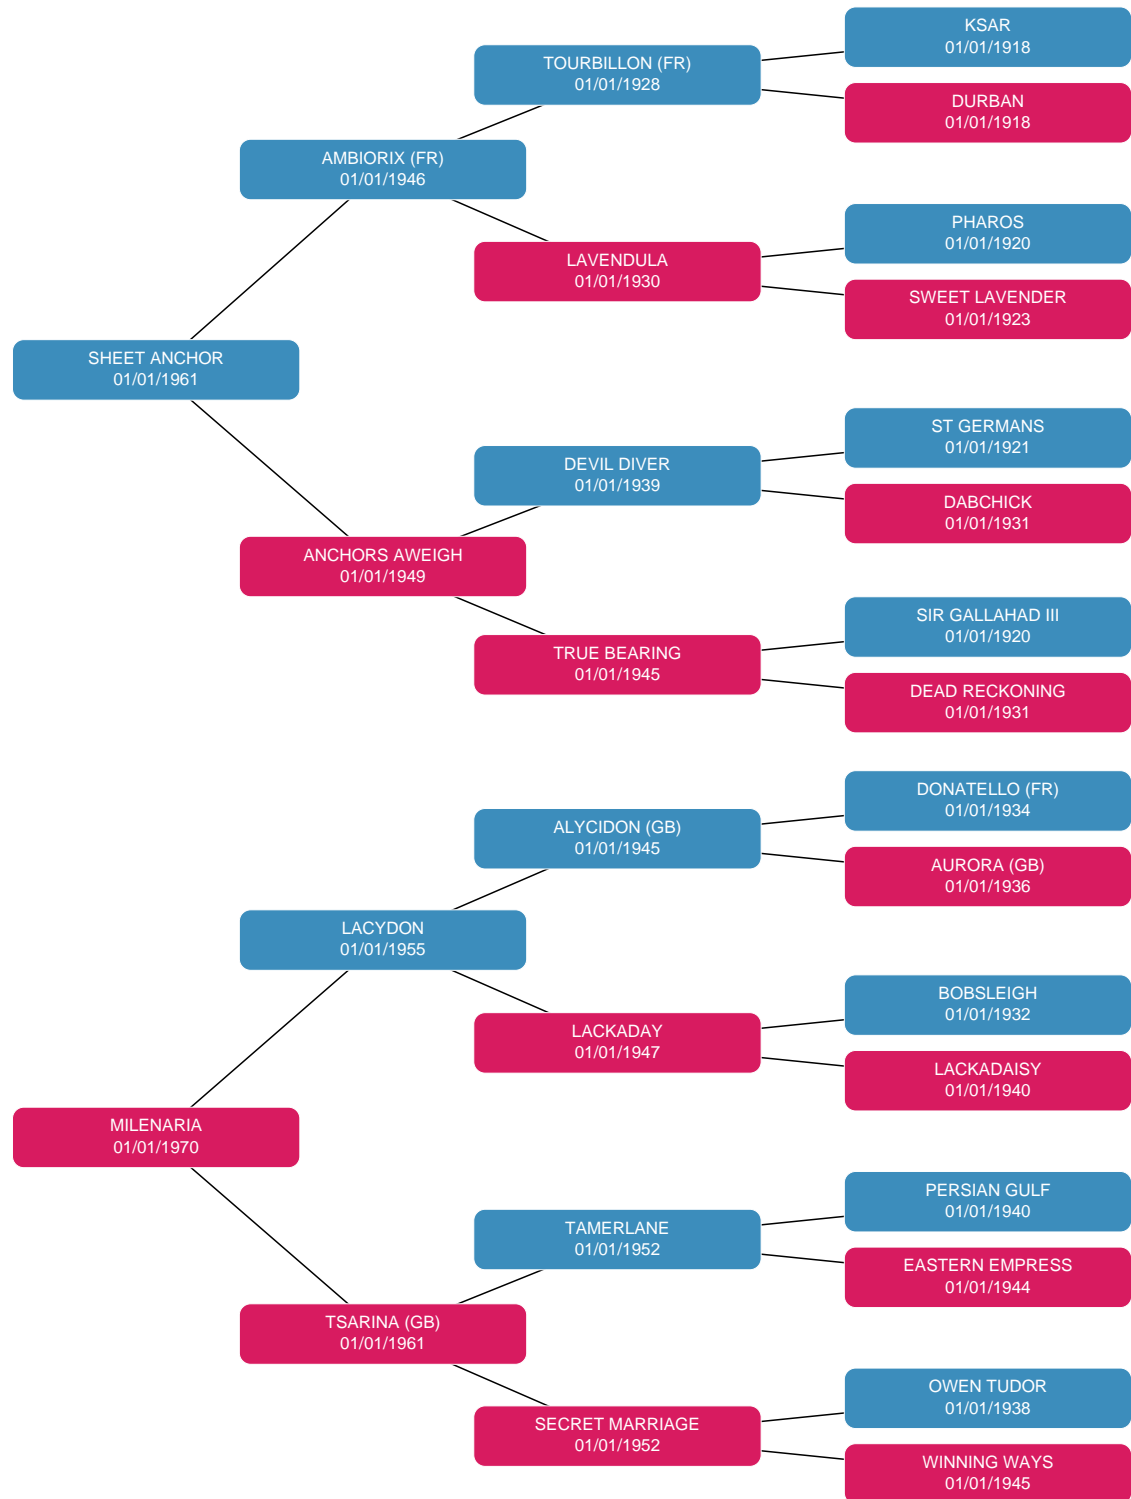 KSAR
01/01/1918
TOURBILLON (FR)
01/01/1928
DURBAN
01/01/1918
AMBIORIX (FR)
01/01/1946
PHAROS
01/01/1920
LAVENDULA
01/01/1930
SWEET LAVENDER
01/01/1923
SHEET ANCHOR
01/01/1961
ST GERMANS
01/01/1921
DEVIL DIVER
01/01/1939
DABCHICK
01/01/1931
ANCHORS AWEIGH
01/01/1949
SIR GALLAHAD III
01/01/1920
TRUE BEARING
01/01/1945
DEAD RECKONING
01/01/1931
DONATELLO (FR)
01/01/1934
ALYCIDON (GB)
01/01/1945
AURORA (GB)
01/01/1936
LACYDON
01/01/1955
BOBSLEIGH
01/01/1932
LACKADAY
01/01/1947
LACKADAISY
01/01/1940
MILENARIA
01/01/1970
PERSIAN GULF
01/01/1940
TAMERLANE
01/01/1952
EASTERN EMPRESS
01/01/1944
TSARINA (GB)
01/01/1961
OWEN TUDOR
01/01/1938
SECRET MARRIAGE
01/01/1952
WINNING WAYS
01/01/1945